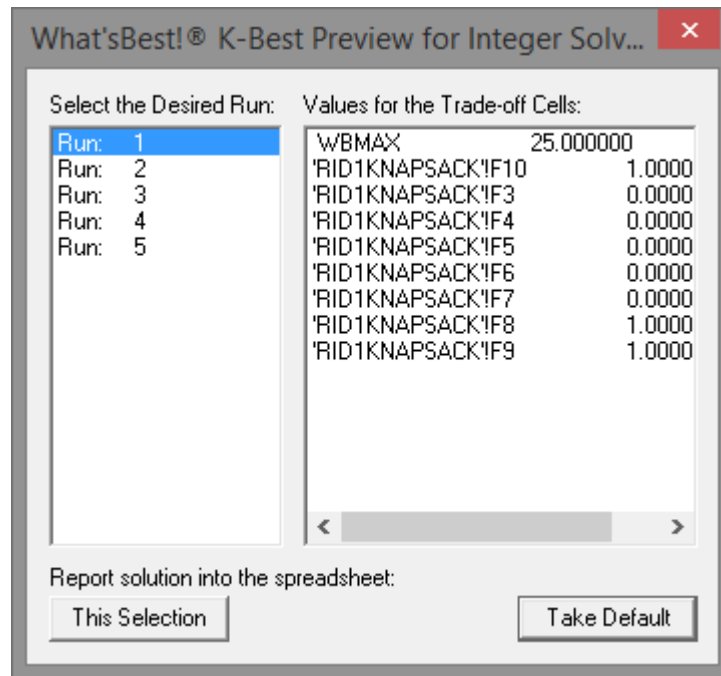 What'sBest!® K-Best Preview for Integer Solv...
Select the Desired Run:
Run: 1
Run: 2
Run: 3
Run: 4
Run: 5
Values for the Trade-off Cells:
WBMAX 25.000000
'RID1KNAPSACK'!F10 1.0000
'RID1KNAPSACK'!F3 0.0000
'RID1KNAPSACK'!F4 0.0000
'RID1KNAPSACK'!F5 0.0000
'RID1KNAPSACK'!F6 0.0000
'RID1KNAPSACK'!F7 0.0000
'RID1KNAPSACK'!F8 1.0000
'RID1KNAPSACK'!F9 1.0000
Report solution into the spreadsheet:
This Selection
Take Default